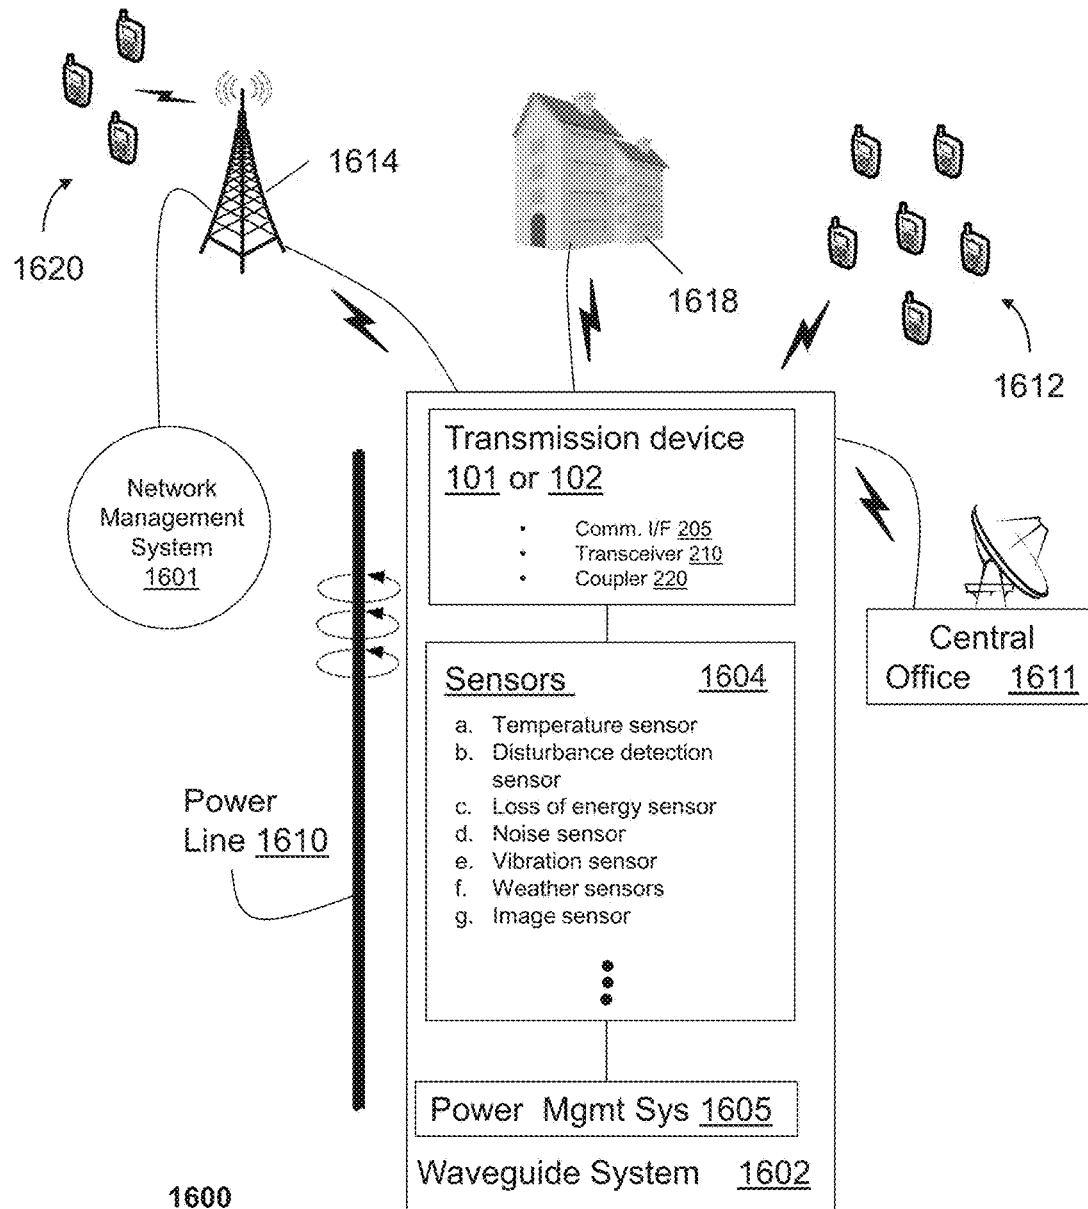 1614
1620
1618
1612
Transmission device
101 or 102
• Comm. I/F 205
• Transceiver 210
• Coupler 220
Network
Management
System
1601
Central
Office 1611
Sensors 1604
a. Temperature sensor
b. Disturbance detection
sensor
c. Loss of energy sensor
d. Noise sensor
e. Vibration sensor
f. Weather sensors
g. Image sensor
Power
Line 1610
Power Mgmt Sys 1605
Waveguide System 1602
1600